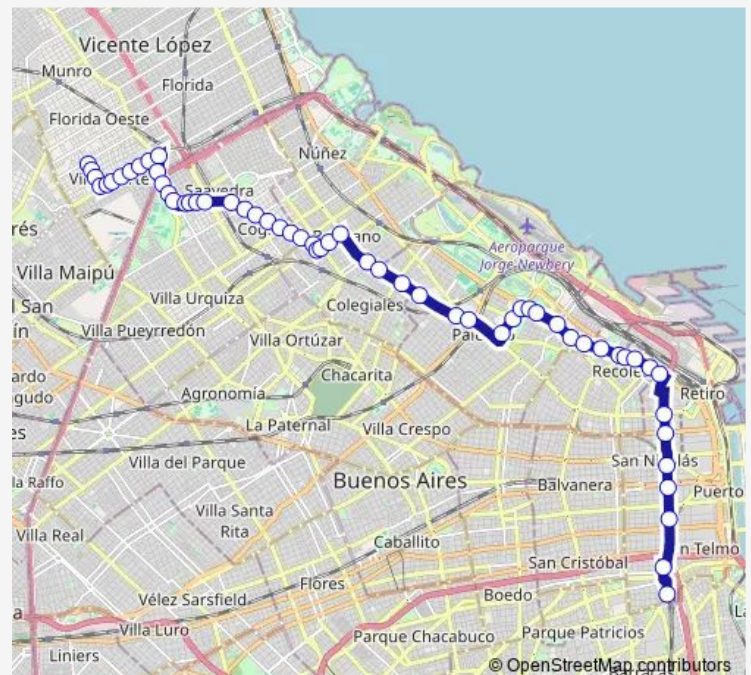 Vicente López
Munro
Florida
Florida Oeste
Núñez
Saavedra
Aeroparque
Jorge Newbery
Villa Maipú
Villa Urquiza
Colegiales
Villa Pueyrredón
Villa Ortúzar
Chacarita
Agronomía
Retiro
La Paternal
Villa Crespo
Villa del Parque
San Nicolás
la Raffo
Buenos Aires
Balvanera
Puerto
Villa Santa
Rita
Villa Real
Caballito
n Telmo
San Cristóbal
Flores
Boedo
Vélez Sarsfield
Villa Luro
Parque Chacabuco
Parque Patricios
Liniers
© OpenStreetMap contributors